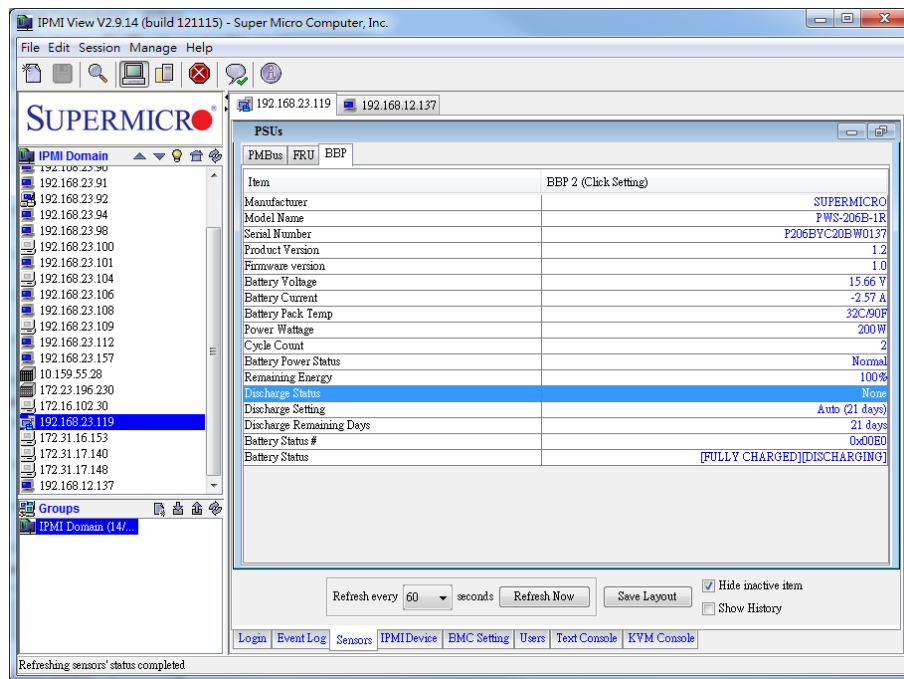 IPMI View V2.9.14 (build 121115) - Super Micro Computer, Inc.
File Edit Session Manage Help
SUPERMICRO
192.168.23.119 192.168.12.137
PSUs
PMBus FRU BBP
IPMI Domain
192.168.23.90
192.168.23.91
192.168.23.92
192.168.23.94
192.168.23.98
192.168.23.100
192.168.23.101
192.168.23.104
192.168.23.106
192.168.23.108
192.168.23.109
192.168.23.112
192.168.23.157
10.159.55.28
172.23.196.230
172.16.102.30
192.168.23.119
172.31.16.153
172.31.17.140
172.31.17.148
192.168.12.137
Groups
IPMI Domain (14/...
Item BBP 2 (Click Setting)
Manufacturer SUPERMICRO
Model Name PWS-206B-1R
Serial Number P206BYC20BW0137
Product Version 1.2
Firmware version 1.0
Battery Voltage 15.66 V
Battery Current -2.57 A
Battery Pack Temp 32C/90F
Power Wattage 200 W
Cycle Count 2
Battery Power Status Normal
Remaining Energy 100%
Discharge Status None
Discharge Setting Auto (21 days)
Discharge Remaining Days 21 days
Battery Status # 0x00E0
Battery Status [FULLY CHARGED][DISCHARGING]
Refresh every 60 seconds Refresh Now Save Layout
Hide inactive item
Show History
Login Event Log Sensors IPMI Device BMC Setting Users Text Console KVM Console
Refreshing sensors' status completed